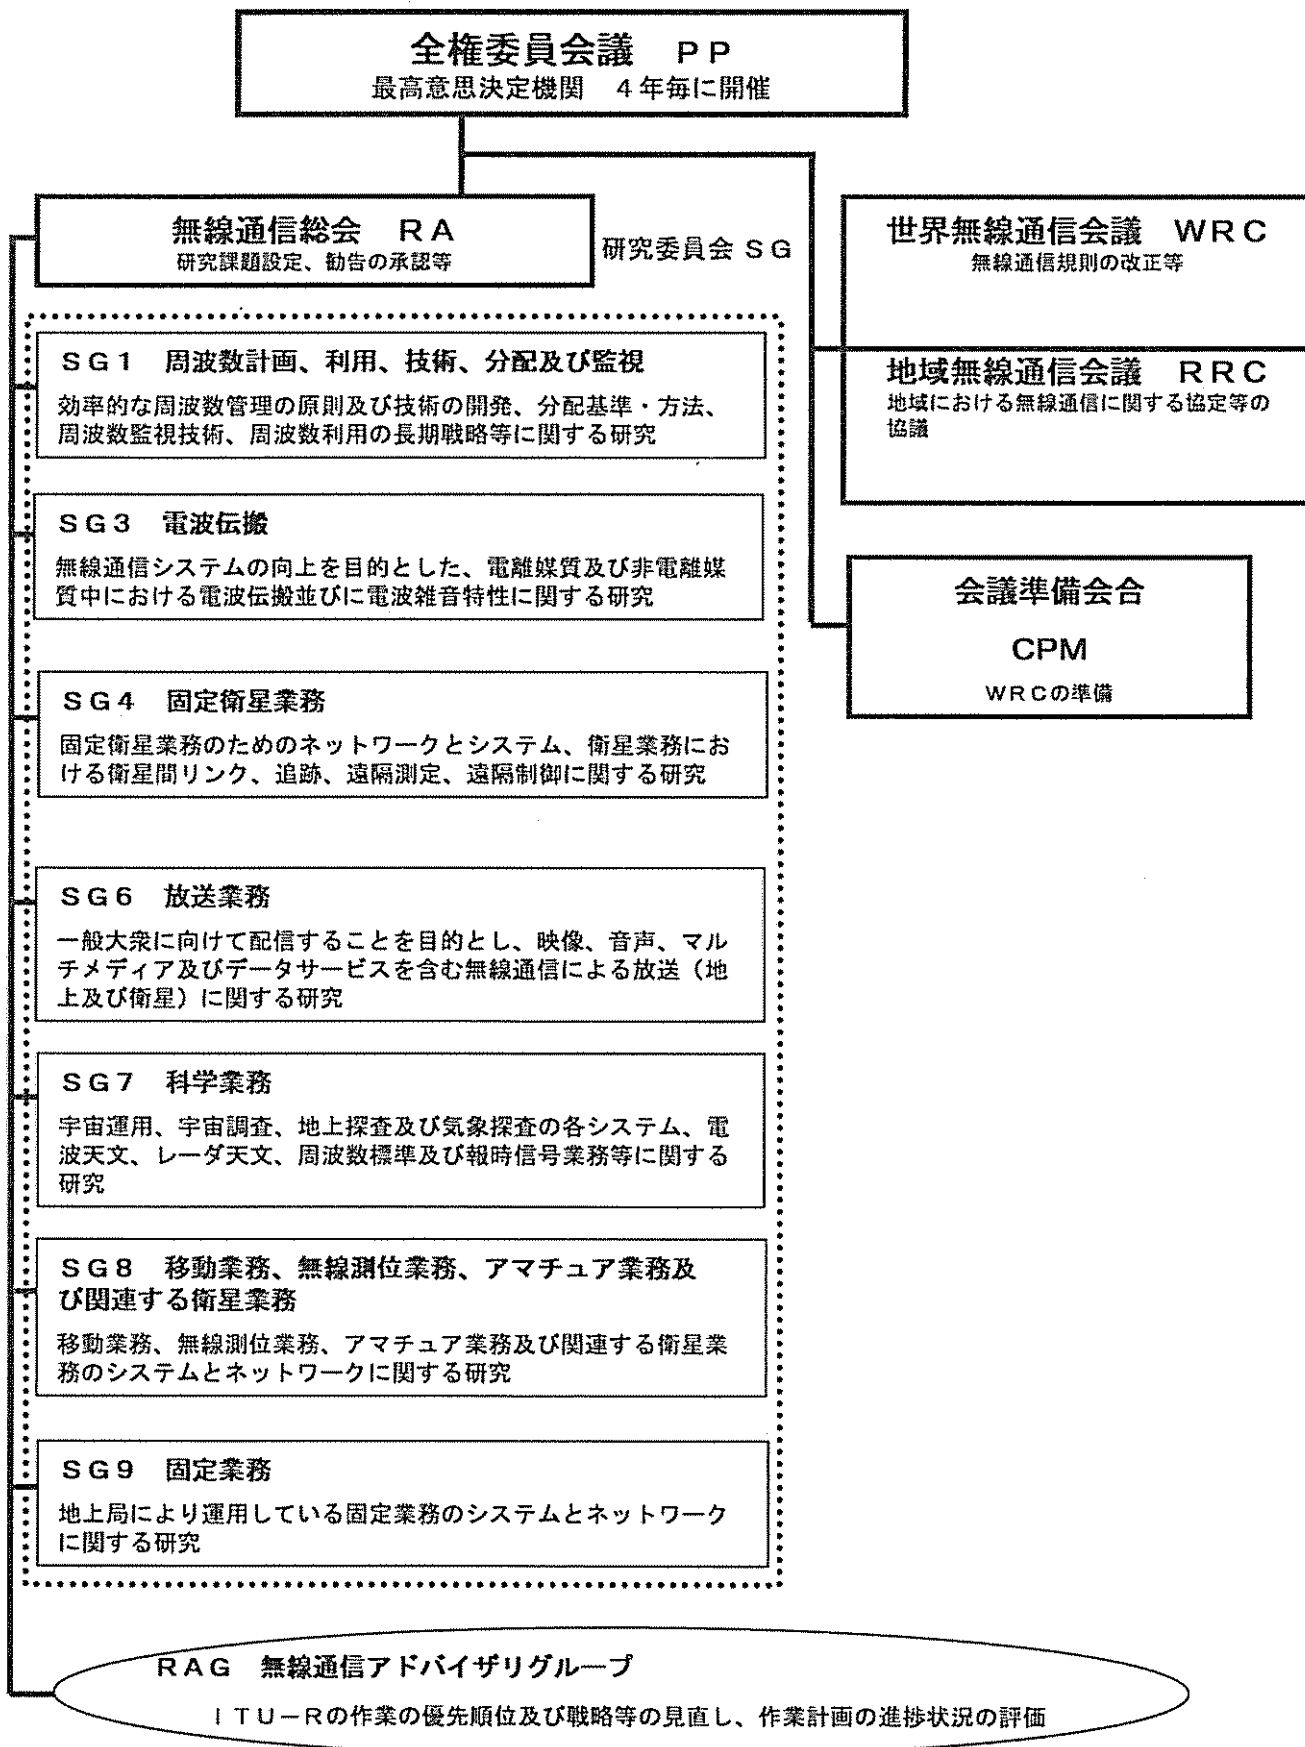 全権委員会議　ＰＰ
最高意思決定機関　４年毎に開催
無線通信総会　ＲＡ
研究課題設定、勧告の承認等
研究委員会ＳＧ
世界無線通信会議　ＷＲＣ
無線通信規則の改正等
地域無線通信会議　ＲＲＣ
地域における無線通信に関する協定等の
協議
会議準備会合
CPM
ＷＲＣの準備
ＳＧ１　周波数計画、利用、技術、分配及び監視
効率的な周波数管理の原則及び技術の開発、分配基準・方法、
周波数監視技術、周波数利用の長期戦略等に関する研究
ＳＧ３　電波伝搬
無線通信システムの向上を目的とした、電離媒質及び非電離媒
質中における電波伝搬並びに電波雑音特性に関する研究
ＳＧ４　固定衛星業務
固定衛星業務のためのネットワークとシステム、衛星業務にお
ける衛星間リンク、追跡、遠隔測定、遠隔制御に関する研究
ＳＧ６　放送業務
一般大衆に向けて配信することを目的とし、映像、音声、マル
チメディア及びデータサービスを含む無線通信による放送（地
上及び衛星）に関する研究
ＳＧ７　科学業務
宇宙運用、宇宙調査、地上探査及び気象探査の各システム、電
波天文、レーダ天文、周波数標準及び報時信号業務等に関する
研究
ＳＧ８　移動業務、無線測位業務、アマチュア業務及
び関連する衛星業務
移動業務、無線測位業務、アマチュア業務及び関連する衛星業
務のシステムとネットワークに関する研究
ＳＧ９　固定業務
地上局により運用している固定業務のシステムとネットワーク
に関する研究
ＲＡＧ　無線通信アドバイザリグループ
ＩＴＵ－Ｒの作業の優先順位及び戦略等の見直し、作業計画の進捗状況の評価